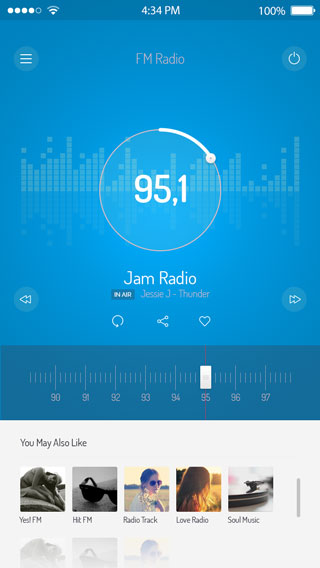 4:34 PM 100%
FM Radio
95,1
Jam Radio
IN AIR Jessie J - Thunder
90 91 92 93 94 95 96 97
You May Also Like
Yes! FM Hit FM Radio Track Love Radio Soul Music